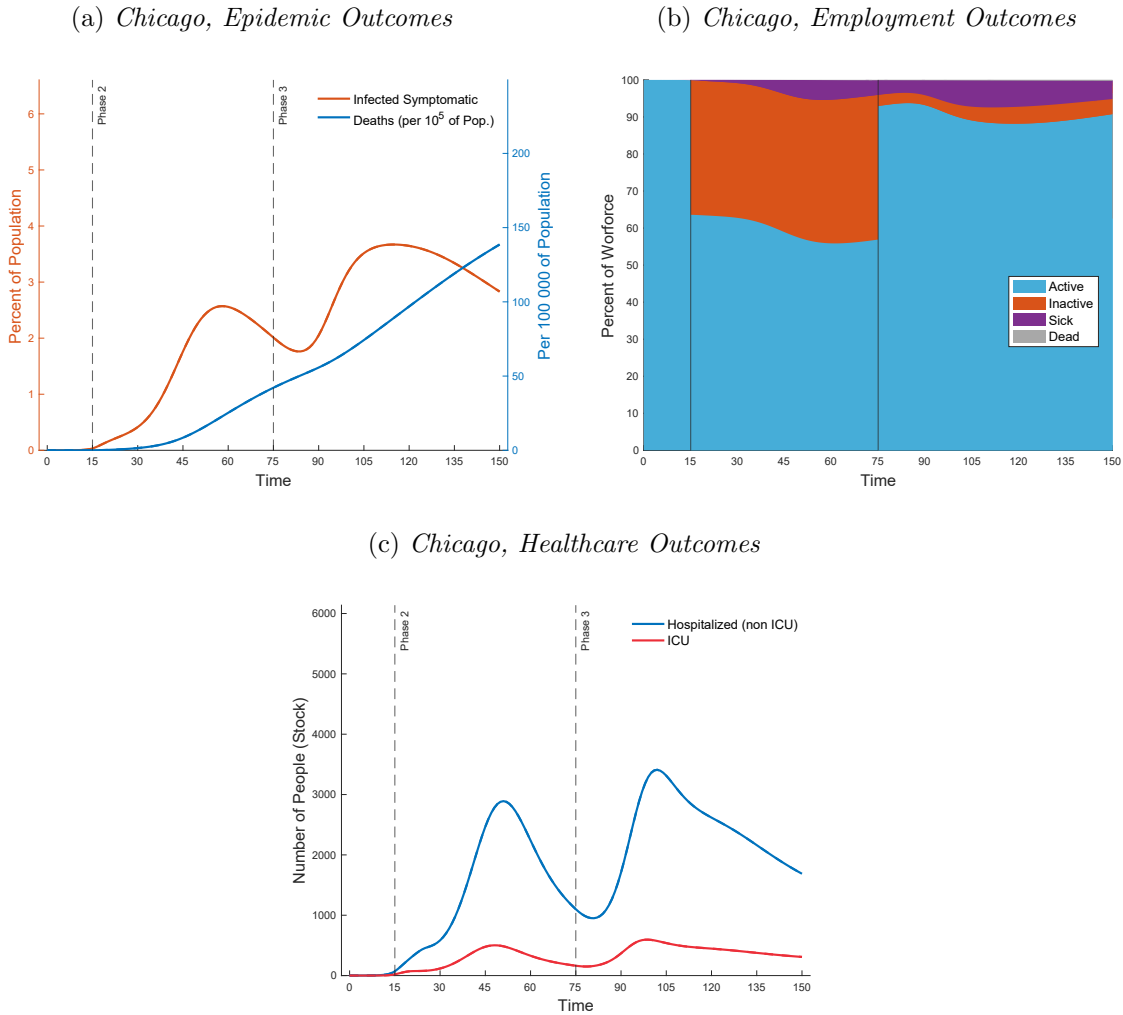 (a) Chicago, Epidemic Outcomes
Phase 2
Phase 3
Infected Symptomatic
Deaths (per 10^5 of Pop.)
Percent of Population
6
5
4
3
2
1
0
200
150
100
50
0
Per 100 000 of Population
0 15 30 45 60 75 90 105 120 135 150
Time
(b) Chicago, Employment Outcomes
Percent of Worforce
100
90
80
70
60
50
40
30
20
10
0
Active
Inactive
Sick
Dead
0 15 30 45 60 75 90 105 120 135 150
Time
(c) Chicago, Healthcare Outcomes
Phase 2
Phase 3
Hospitalized (non ICU)
ICU
Number of People (Stock)
6000
5000
4000
3000
2000
1000
0
0 15 30 45 60 75 90 105 120 135 150
Time